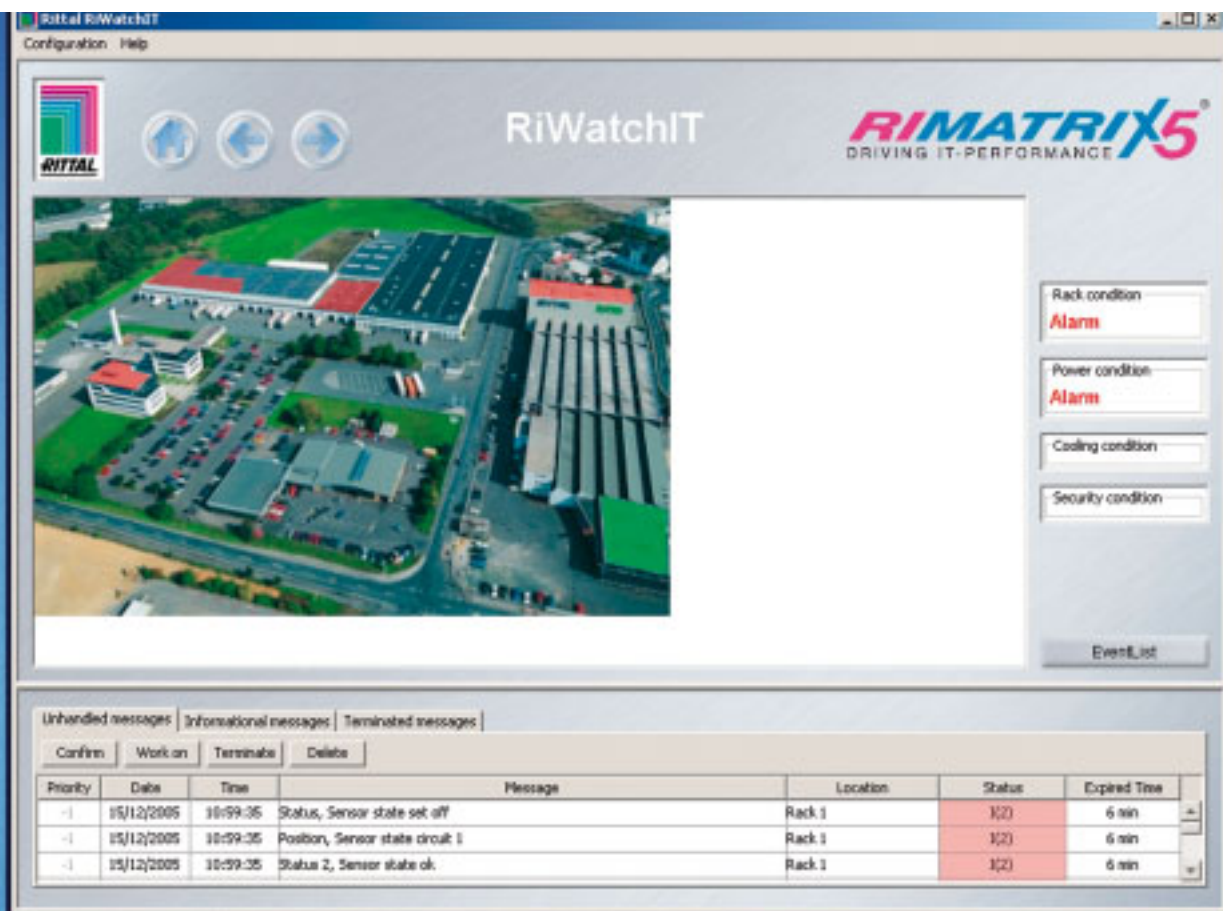 Rittal RiWatchIT
Configuration Help
RITTAL
RiWatchIT
RIMATRIX5®
DRIVING IT-PERFORMANCE
Rack condition
Alarm
Power condition
Alarm
Cooling condition
Security condition
EventList
Unhandled messages Informational messages Terminated messages
Confirm Work on Terminate Delete
Priority Date Time Message Location Status Expired Time
-1 15/12/2005 10:59:35 Status, Sensor state set off Rack 1 1(2) 6 min
-1 15/12/2005 10:59:35 Position, Sensor state circuit 1 Rack 1 1(2) 6 min
-1 15/12/2005 10:59:35 Status 2, Sensor state ok Rack 1 1(2) 6 min